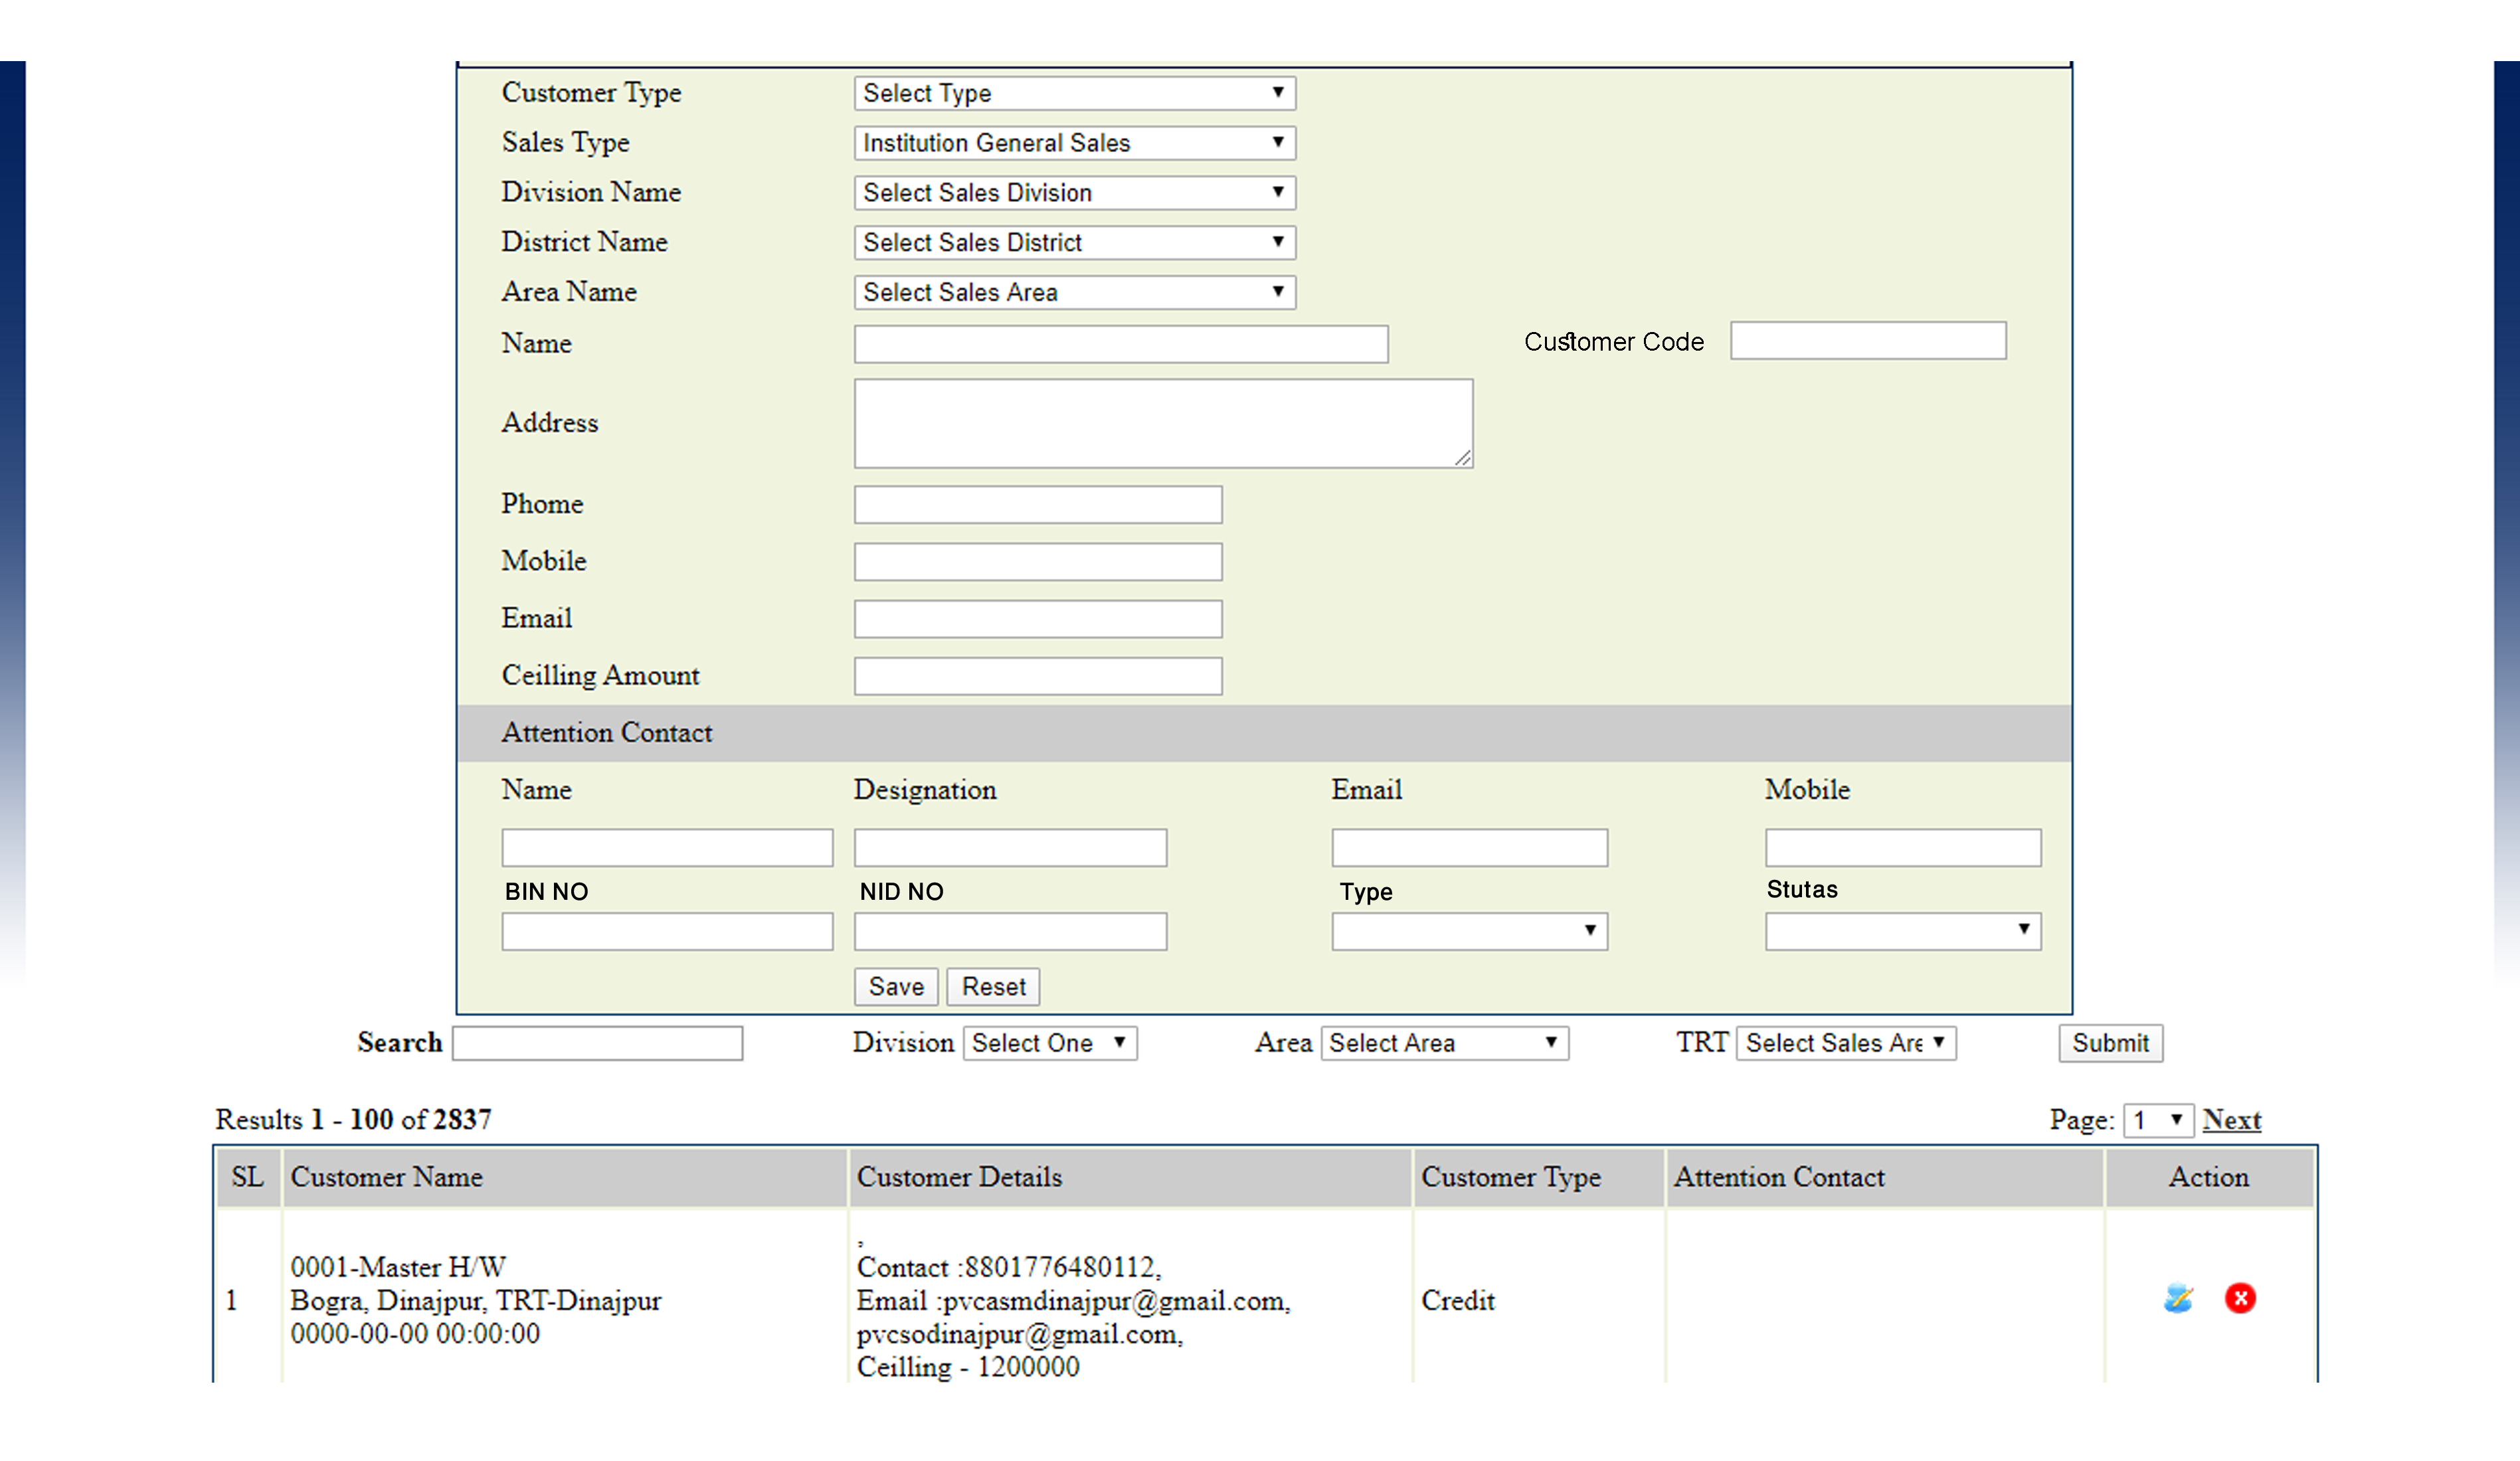 Customer Type Select Type
Sales Type Institution General Sales
Division Name Select Sales Division
District Name Select Sales District
Area Name Select Sales Area
Name Customer Code
Address
Phome
Mobile
Email
Ceilling Amount
Attention Contact
Name Designation Email Mobile
BIN NO NID NO Type Stutas
Save Reset
Search Division Select One Area Select Area TRT Select Sales Are Submit
Results 1 - 100 of 2837 Page: 1 Next
SL Customer Name Customer Details Customer Type Attention Contact Action
,
0001-Master H/W Contact :8801776480112,
1 Bogra, Dinajpur, TRT-Dinajpur Email :pvcasmdinajpur@gmail.com, Credit
0000-00-00 00:00:00 pvcsodinajpur@gmail.com,
Ceilling - 1200000